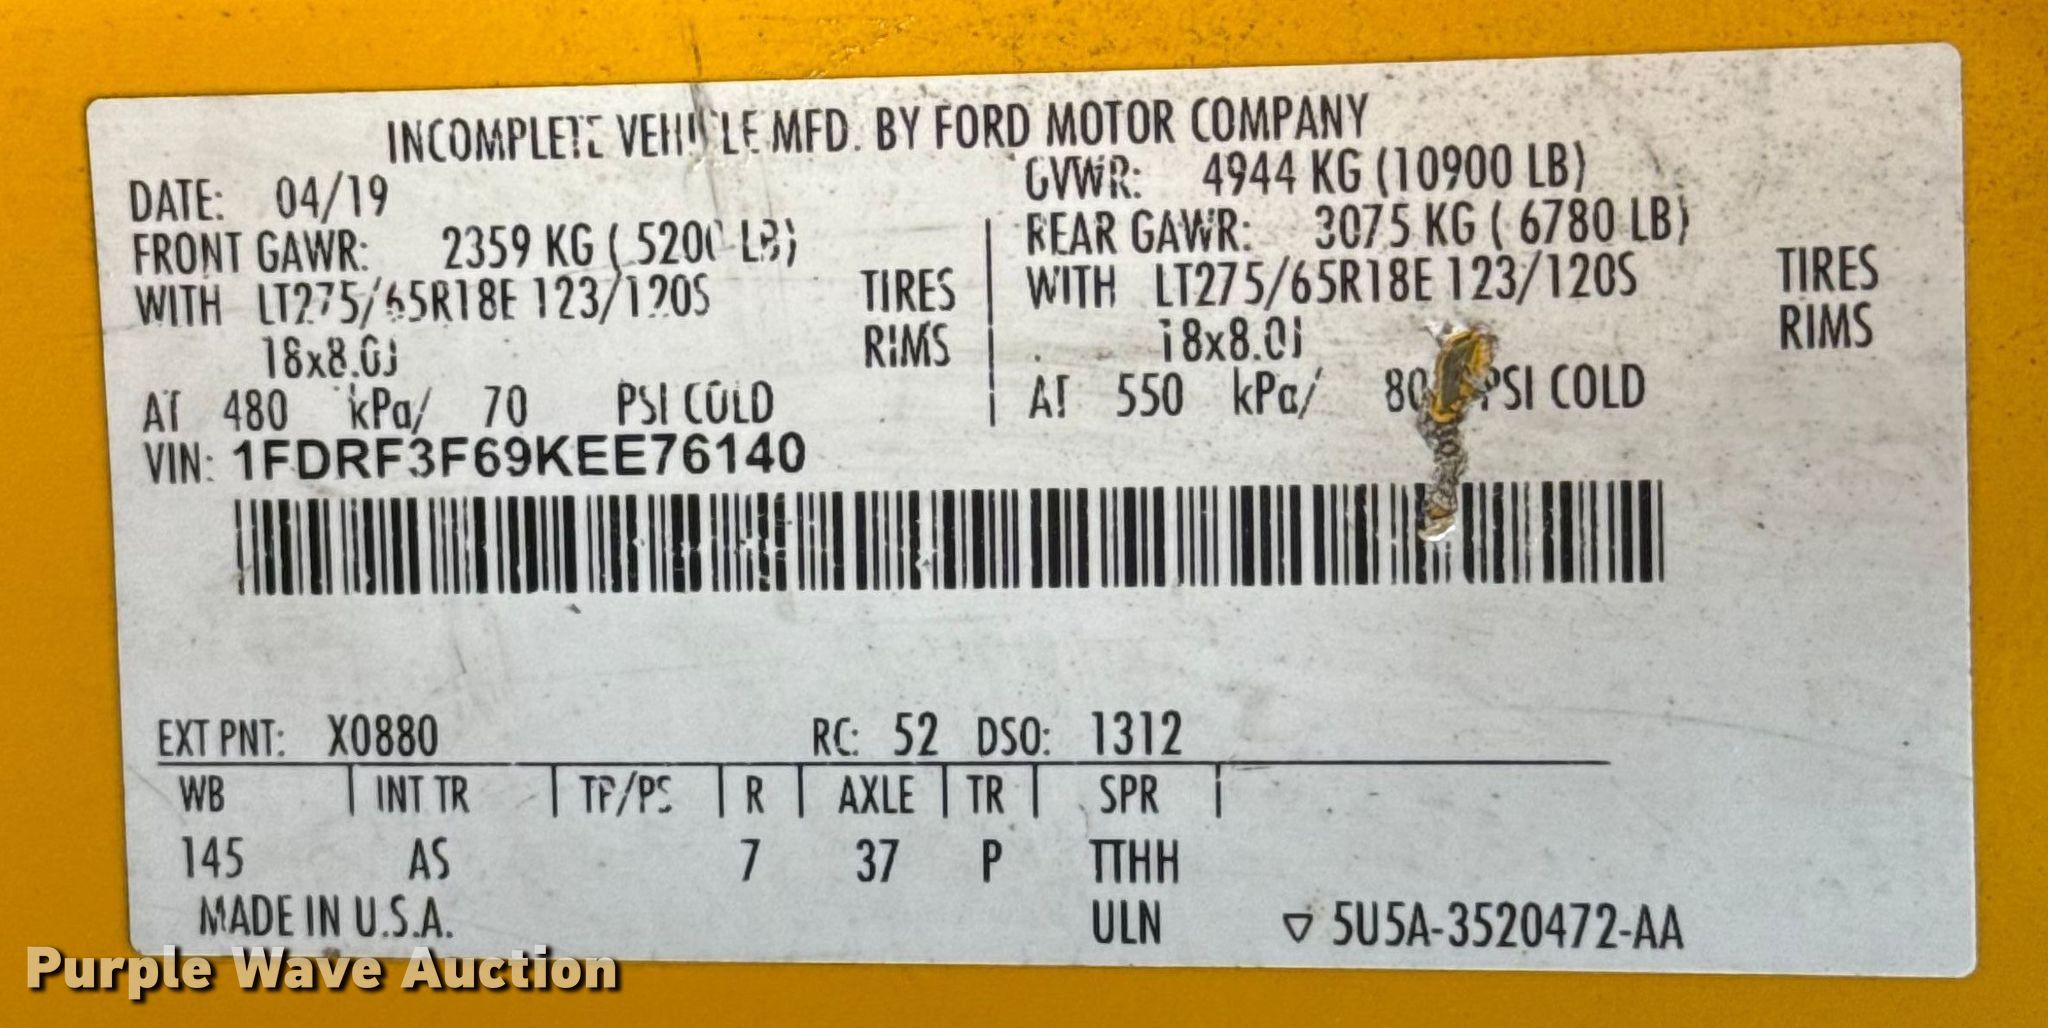 INCOMPLETE VEHICLE MFD. BY FORD MOTOR COMPANY
DATE: 04/19 GVWR: 4944 KG (10900 LB)
FRONT GAWR: 2359 KG ( 5200 LB) REAR GAWR: 3075 KG ( 6780 LB)
WITH LT275/65R18E 123/120S TIRES WITH LT275/65R18E 123/120S TIRES
18x8.0J RIMS 18x8.0J RIMS
AT 480 kPa/ 70 PSI COLD AT 550 kPa/ 80 PSI COLD
VIN: 1FDRF3F69KEE76140
EXT PNT: X0880 RC: 52 DSO: 1312
WB INT TR TP/PS R AXLE TR SPR
145 AS 7 37 P TTHH
MADE IN U.S.A. ULN ▽ 5U5A-3520472-AA
Purple Wave Auction